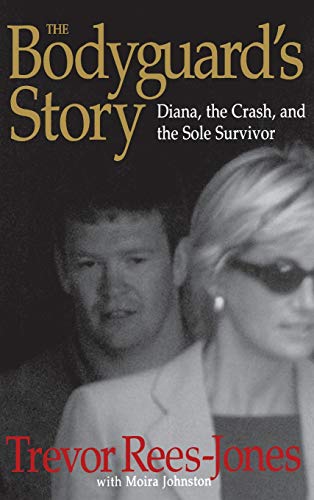 THE
Bodyguard's
Story
Diana, the Crash, and
the Sole Survivor
Trevor Rees-Jones
with Moira Johnston